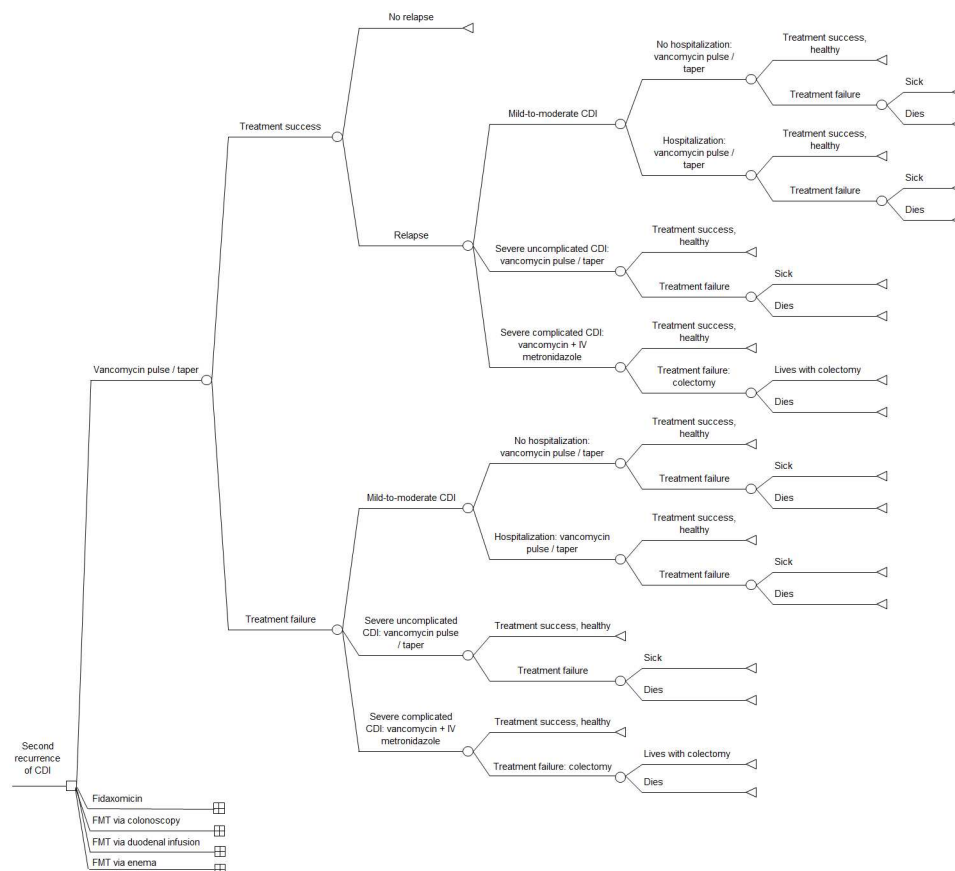 No relapse
No hospitalization:
vancomycin pulse /
taper
Treatment success,
healthy
Treatment failure
Sick
Dies
Treatment success
Mild-to-moderate CDI
Hospitalization:
vancomycin pulse /
taper
Treatment success,
healthy
Treatment failure
Sick
Dies
Relapse
Severe uncomplicated CDI:
vancomycin pulse / taper
Treatment success,
healthy
Treatment failure
Sick
Dies
Severe complicated CDI:
vancomycin + IV
metronidazole
Treatment success,
healthy
Treatment failure:
colectomy
Lives with colectomy
Dies
Vancomycin pulse / taper
No hospitalization:
vancomycin pulse / taper
Treatment success,
healthy
Treatment failure
Sick
Dies
Mild-to-moderate CDI
Hospitalization: vancomycin
pulse / taper
Treatment success,
healthy
Treatment failure
Sick
Dies
Treatment failure
Severe uncomplicated
CDI: vancomycin pulse
/ taper
Treatment success, healthy
Treatment failure
Sick
Dies
Severe complicated
CDI: vancomycin + IV
metronidazole
Treatment success, healthy
Treatment failure: colectomy
Lives with colectomy
Dies
Second
recurrence
of CDI
Fidaxomicin
FMT via colonoscopy
FMT via duodenal infusion
FMT via enema